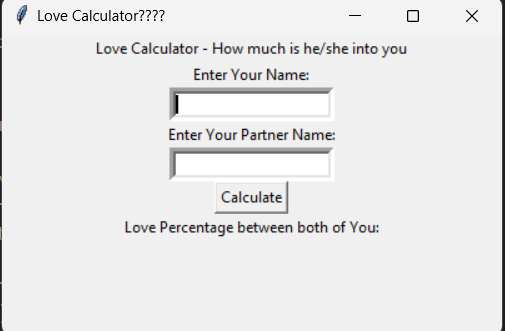 Love Calculator????
Love Calculator - How much is he/she into you
Enter Your Name:
Enter Your Partner Name:
Calculate
Love Percentage between both of You: